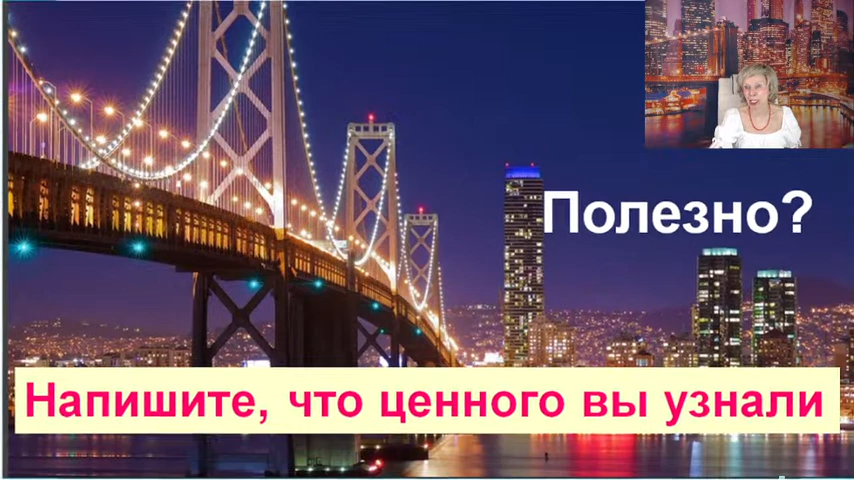 Полезно?
Напишите, что ценного вы узнали